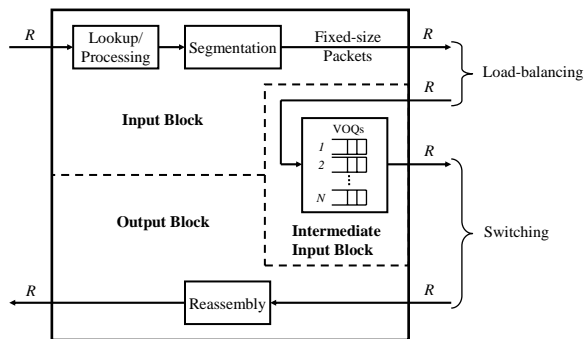 R
Lookup/
Processing
Segmentation
Fixed-size
Packets
R
Load-balancing
R
Input Block
VOQs
1
2
N
R
Output Block
Intermediate
Input Block
Switching
R
Reassembly
R